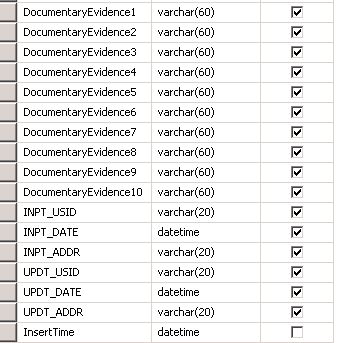 DocumentaryEvidence1 varchar(60)
DocumentaryEvidence2 varchar(60)
DocumentaryEvidence3 varchar(60)
DocumentaryEvidence4 varchar(60)
DocumentaryEvidence5 varchar(60)
DocumentaryEvidence6 varchar(60)
DocumentaryEvidence7 varchar(60)
DocumentaryEvidence8 varchar(60)
DocumentaryEvidence9 varchar(60)
DocumentaryEvidence10 varchar(60)
INPT_USID varchar(20)
INPT_DATE datetime
INPT_ADDR varchar(20)
UPDT_USID varchar(20)
UPDT_DATE datetime
UPDT_ADDR varchar(20)
InsertTime datetime